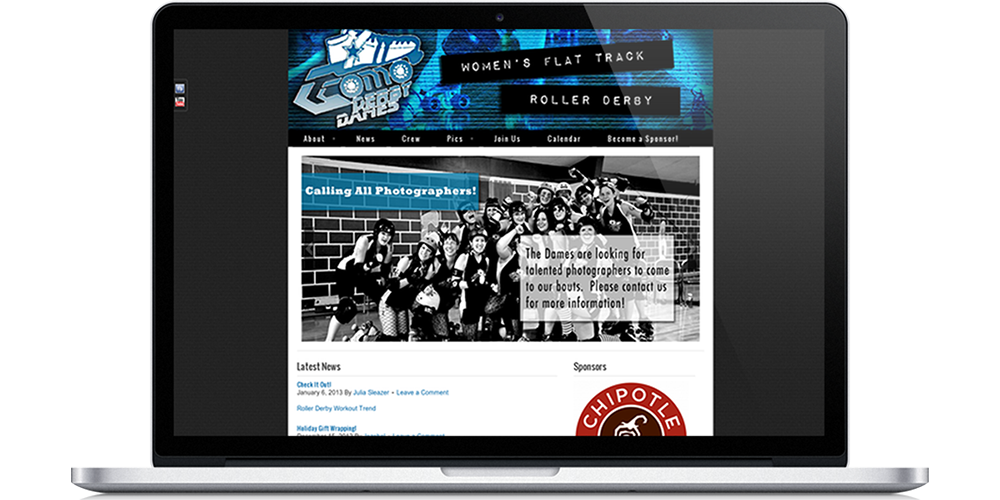 COMO
DERBY
DAMES
WOMEN'S FLAT TRACK
ROLLER DERBY
About News Crew Pics Join Us Calendar Become a Sponsor!
Calling All Photographers!
The Dames are looking for
talented photographers to come
to our bouts. Please contact us
for more information!
Latest News
Sponsors
Check It Out!
January 6, 2013 By Julia Sleazer • Leave a Comment
Roller Derby Workout Trend
Holiday Gift Wrapping!
CHIPOTLE